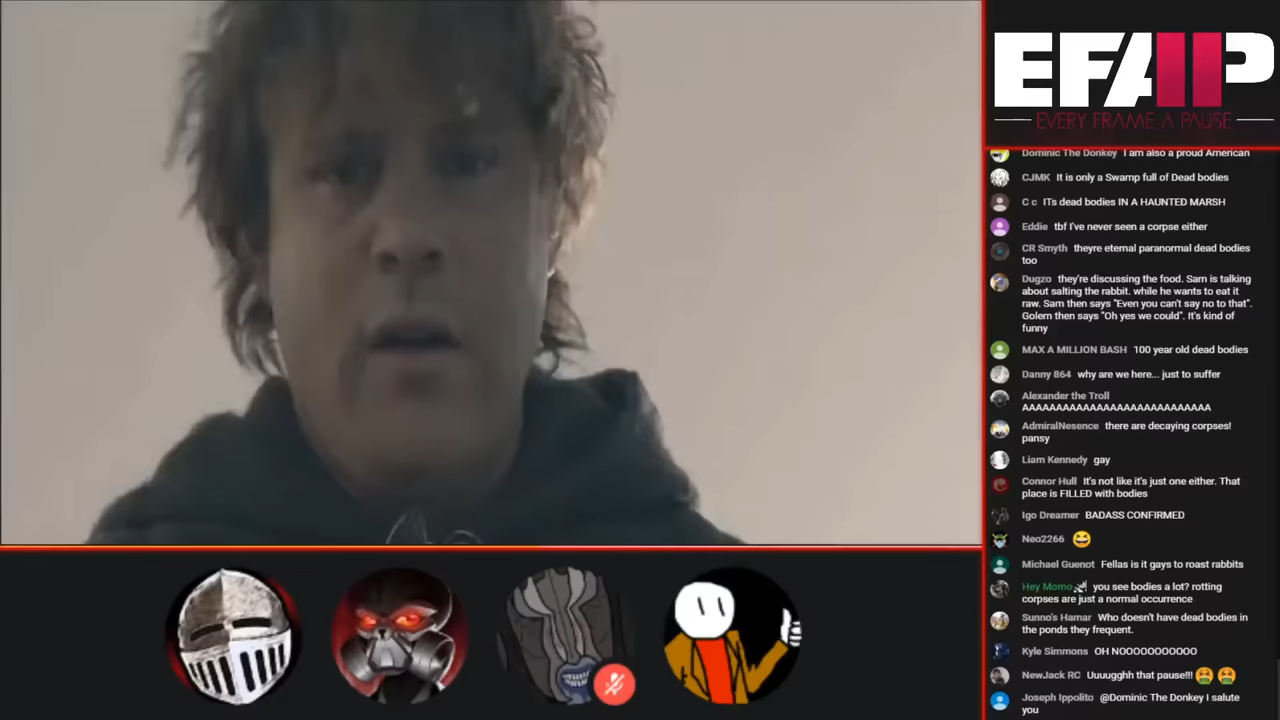 EFAP
EVERY FRAME A PAUSE
Dominic The Donkey I am also a proud American
CJMK It is only a Swamp full of Dead bodies
C c ITs dead bodies IN A HAUNTED MARSH
Eddie tbf I've never seen a corpse either
CR Smyth theyre eternal paranormal dead bodies
too
Dugzo they're discussing the food. Sam is talking
about salting the rabbit. while he wants to eat it
raw. Sam then says "Even you can't say no to that".
Golem then says "Oh yes we could". It's kind of
funny
MAX A MILLION BASH 100 year old dead bodies
Danny 864 why are we here... just to suffer
Alexander the Troll
AAAAAAAAAAAAAAAAAAAAAAAAAAAA
AdmiralNesence there are decaying corpses!
pansy
Liam Kennedy gay
Connor Hull It's not like it's just one either. That
place is FILLED with bodies
Igo Dreamer BADASS CONFIRMED
Neo2266 😆
Michael Guenot Fellas is it gays to roast rabbits
Hey Momo you see bodies a lot? rotting
corpses are just a normal occurrence
Sunno's Hamar Who doesn't have dead bodies in
the ponds they frequent.
Kyle Simmons OH NOOOOOOOOOO
NewJack RC Uuuugghh that pause!!! 🤮 🤮
Joseph Ippolito @Dominic The Donkey I salute
you